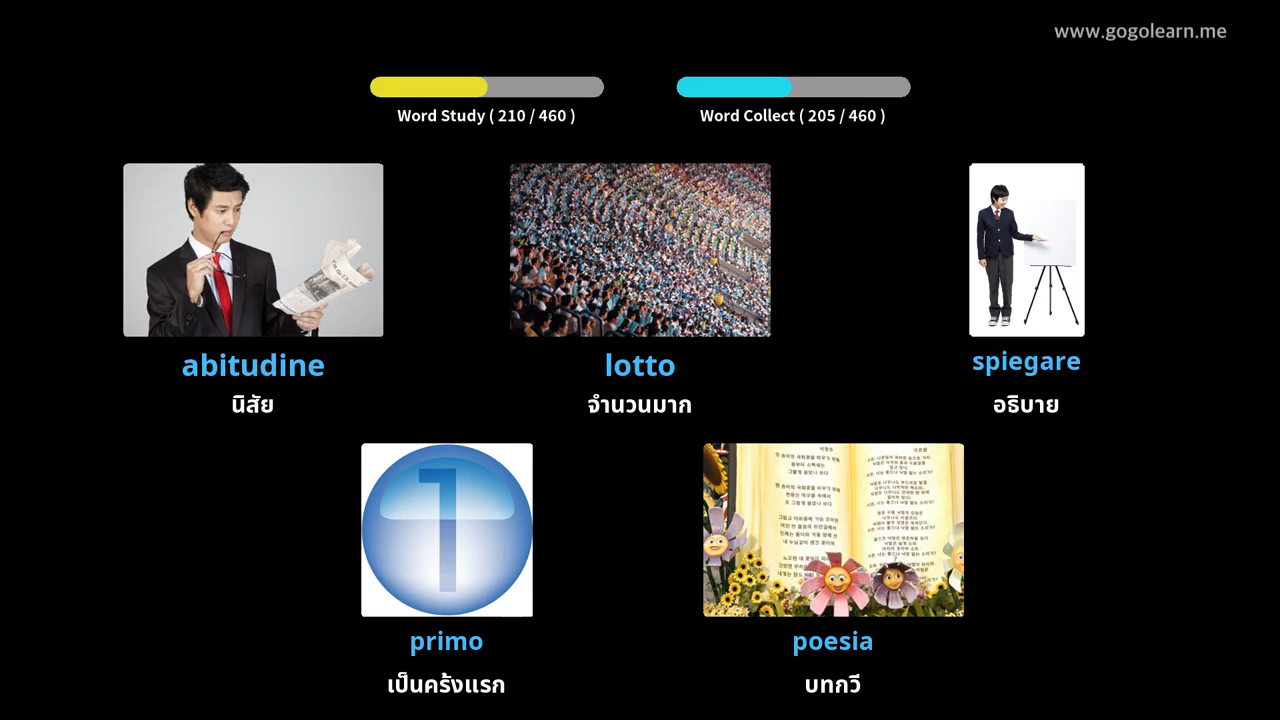 www.gogolearn.me
Word Study ( 210 / 460 )
Word Collect ( 205 / 460 )
abitudine
lotto
spiegare
นิสัย
จำนวนมาก
อธิบาย
1
primo
poesia
เป็นครั้งแรก
บทกวี